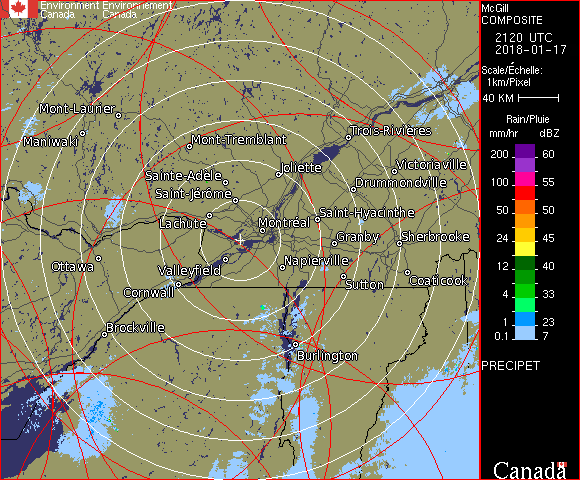 Environment Environnement
Canada Canada
McGill
COMPOSITE
2120 UTC
2018-01-17
Scale/Échelle:
1km/Pixel
40 KM
Rain/Pluie
mm/hr dBZ
200 60
100 55
50 50
24 45
12 40
4 33
1 23
0.1 7
PRECIPET
Mont-Laurier
Maniwaki
Mont-Tremblant
Trois-Rivières
Joliette
Victoriaville
Sainte-Adèle
Drummondville
Saint-Jérôme
Saint-Hyacinthe
Lachute
Montréal
Granby
Sherbrooke
Ottawa
Napierville
Valleyfield
Coaticook
Sutton
Cornwall
Brockville
Burlington
Canada